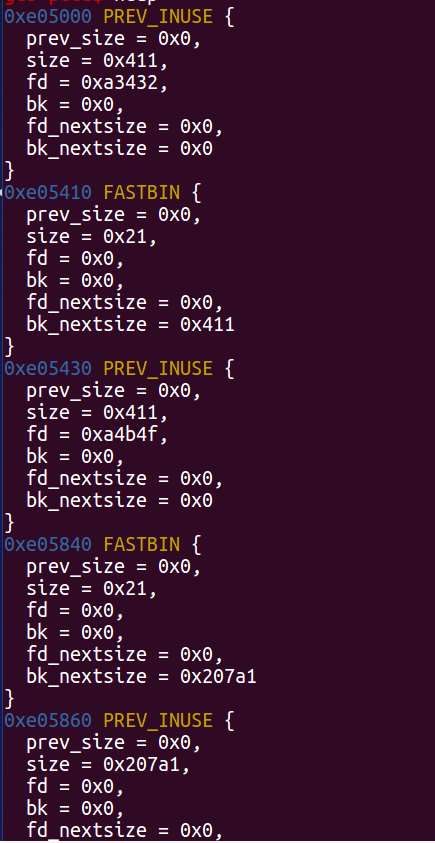 0xe05000 PREV_INUSE {
  prev_size = 0x0,
  size = 0x411,
  fd = 0xa3432,
  bk = 0x0,
  fd_nextsize = 0x0,
  bk_nextsize = 0x0
}
0xe05410 FASTBIN {
  prev_size = 0x0,
  size = 0x21,
  fd = 0x0,
  bk = 0x0,
  fd_nextsize = 0x0,
  bk_nextsize = 0x411
}
0xe05430 PREV_INUSE {
  prev_size = 0x0,
  size = 0x411,
  fd = 0xa4b4f,
  bk = 0x0,
  fd_nextsize = 0x0,
  bk_nextsize = 0x0
}
0xe05840 FASTBIN {
  prev_size = 0x0,
  size = 0x21,
  fd = 0x0,
  bk = 0x0,
  fd_nextsize = 0x0,
  bk_nextsize = 0x207a1
}
0xe05860 PREV_INUSE {
  prev_size = 0x0,
  size = 0x207a1,
  fd = 0x0,
  bk = 0x0,
  fd_nextsize = 0x0,